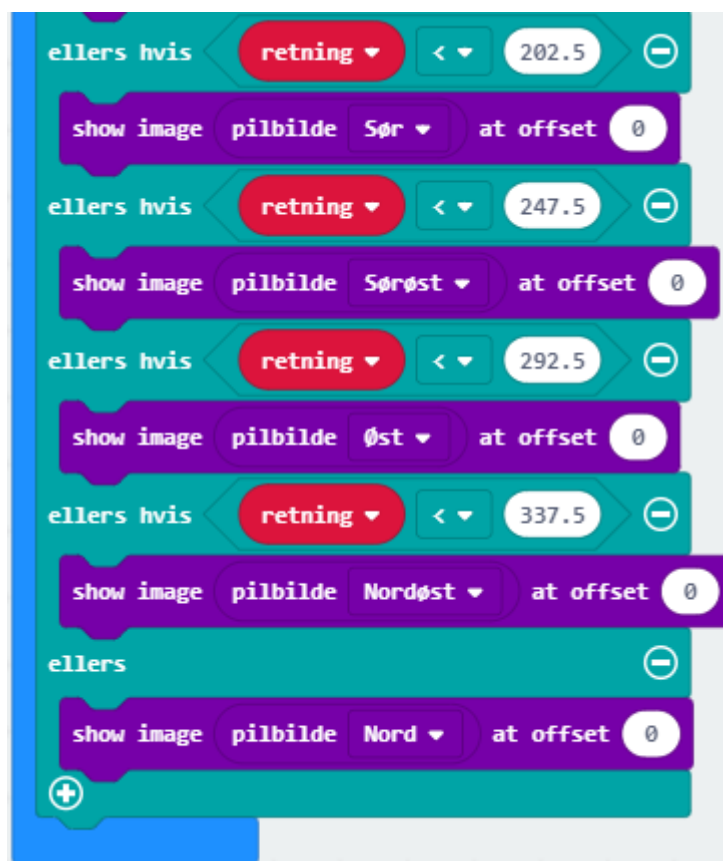 ellers hvis retning < 202.5
show image pilbilde Sør at offset 0
ellers hvis retning < 247.5
show image pilbilde Sørøst at offset 0
ellers hvis retning < 292.5
show image pilbilde Øst at offset 0
ellers hvis retning < 337.5
show image pilbilde Nordøst at offset 0
ellers
show image pilbilde Nord at offset 0